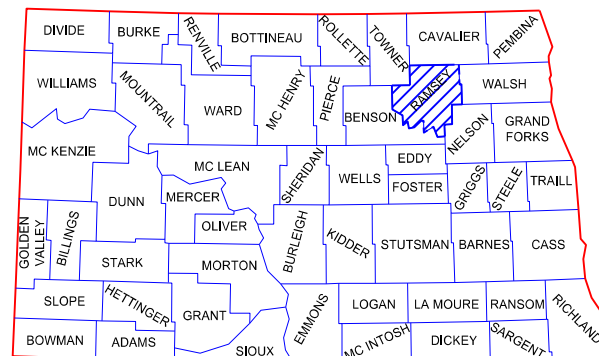 DIVIDE
BURKE
RENVILLE
BOTTINEAU
ROLLETTE
TOWNER
CAVALIER
PEMBINA
WILLIAMS
MOUNTRAIL
WARD
MC HENRY
PIERCE
BENSON
RAMSEY
WALSH
NELSON
GRAND
FORKS
MC KENZIE
MC LEAN
SHERIDAN
WELLS
EDDY
FOSTER
GRIGGS
STEELE
TRAILL
DUNN
MERCER
OLIVER
GOLDEN
VALLEY
BILLINGS
STARK
MORTON
BURLEIGH
KIDDER
STUTSMAN
BARNES
CASS
SLOPE
HETTINGER
GRANT
EMMONS
LOGAN
LA MOURE
RANSOM
RICHLAND
BOWMAN
ADAMS
SIOUX
MC INTOSH
DICKEY
SARGENT